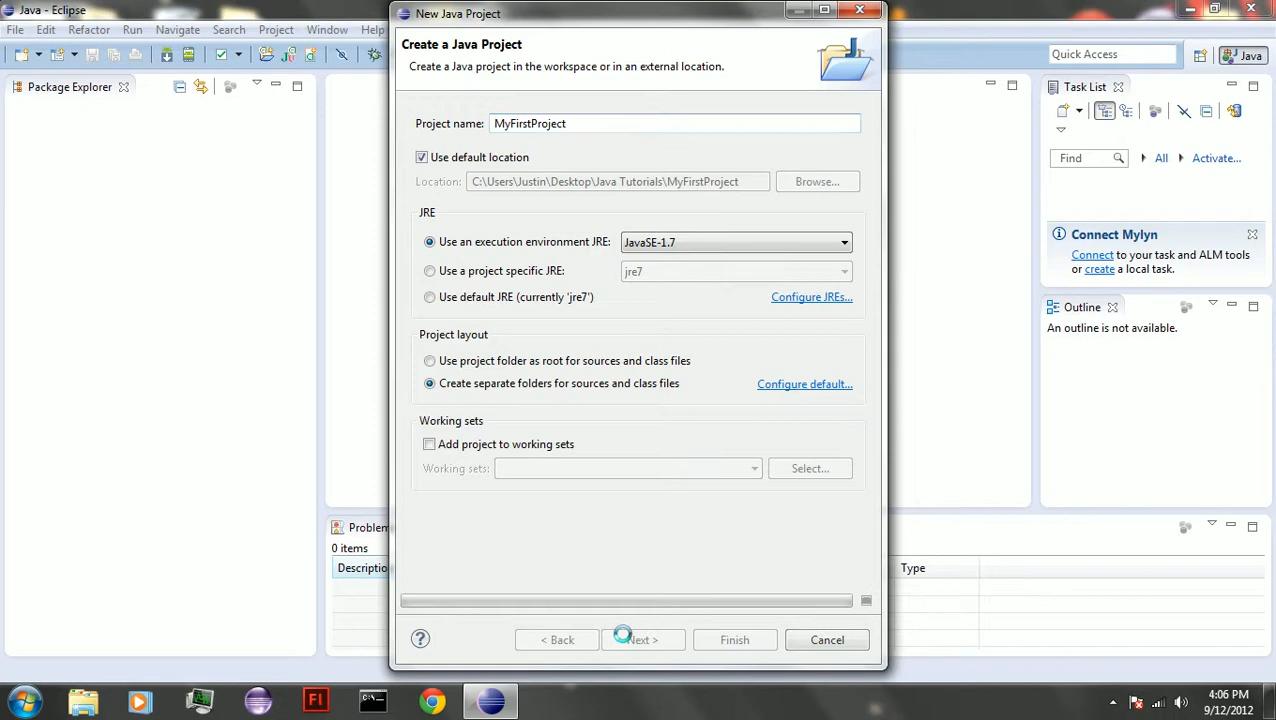 Java - Eclipse
New Java Project
File Edit Refactor Run Navigate Search Project Window
Create a Java Project
Create a Java project in the workspace or in an external location.
Quick Access
Java
Package Explorer
Task List
Project name: MyFirstProject
Use default location
Find
All
Activate...
Location: C:\Users\Justin\Desktop\Java Tutorials\MyFirstProject
Browse...
JRE
Connect Mylyn
Use an execution environment JRE: JavaSE-1.7
Connect to your task and ALM tools
or create a local task.
Use a project specific JRE: jre7
Use default JRE (currently 'jre7')
Configure JREs...
Outline
An outline is not available.
Project layout
Use project folder as root for sources and class files
Create separate folders for sources and class files
Configure default...
Working sets
Add project to working sets
Working sets:
Select...
0 items
Type
< Back
Next >
Finish
Cancel
Fl
4:06 PM
9/12/2012